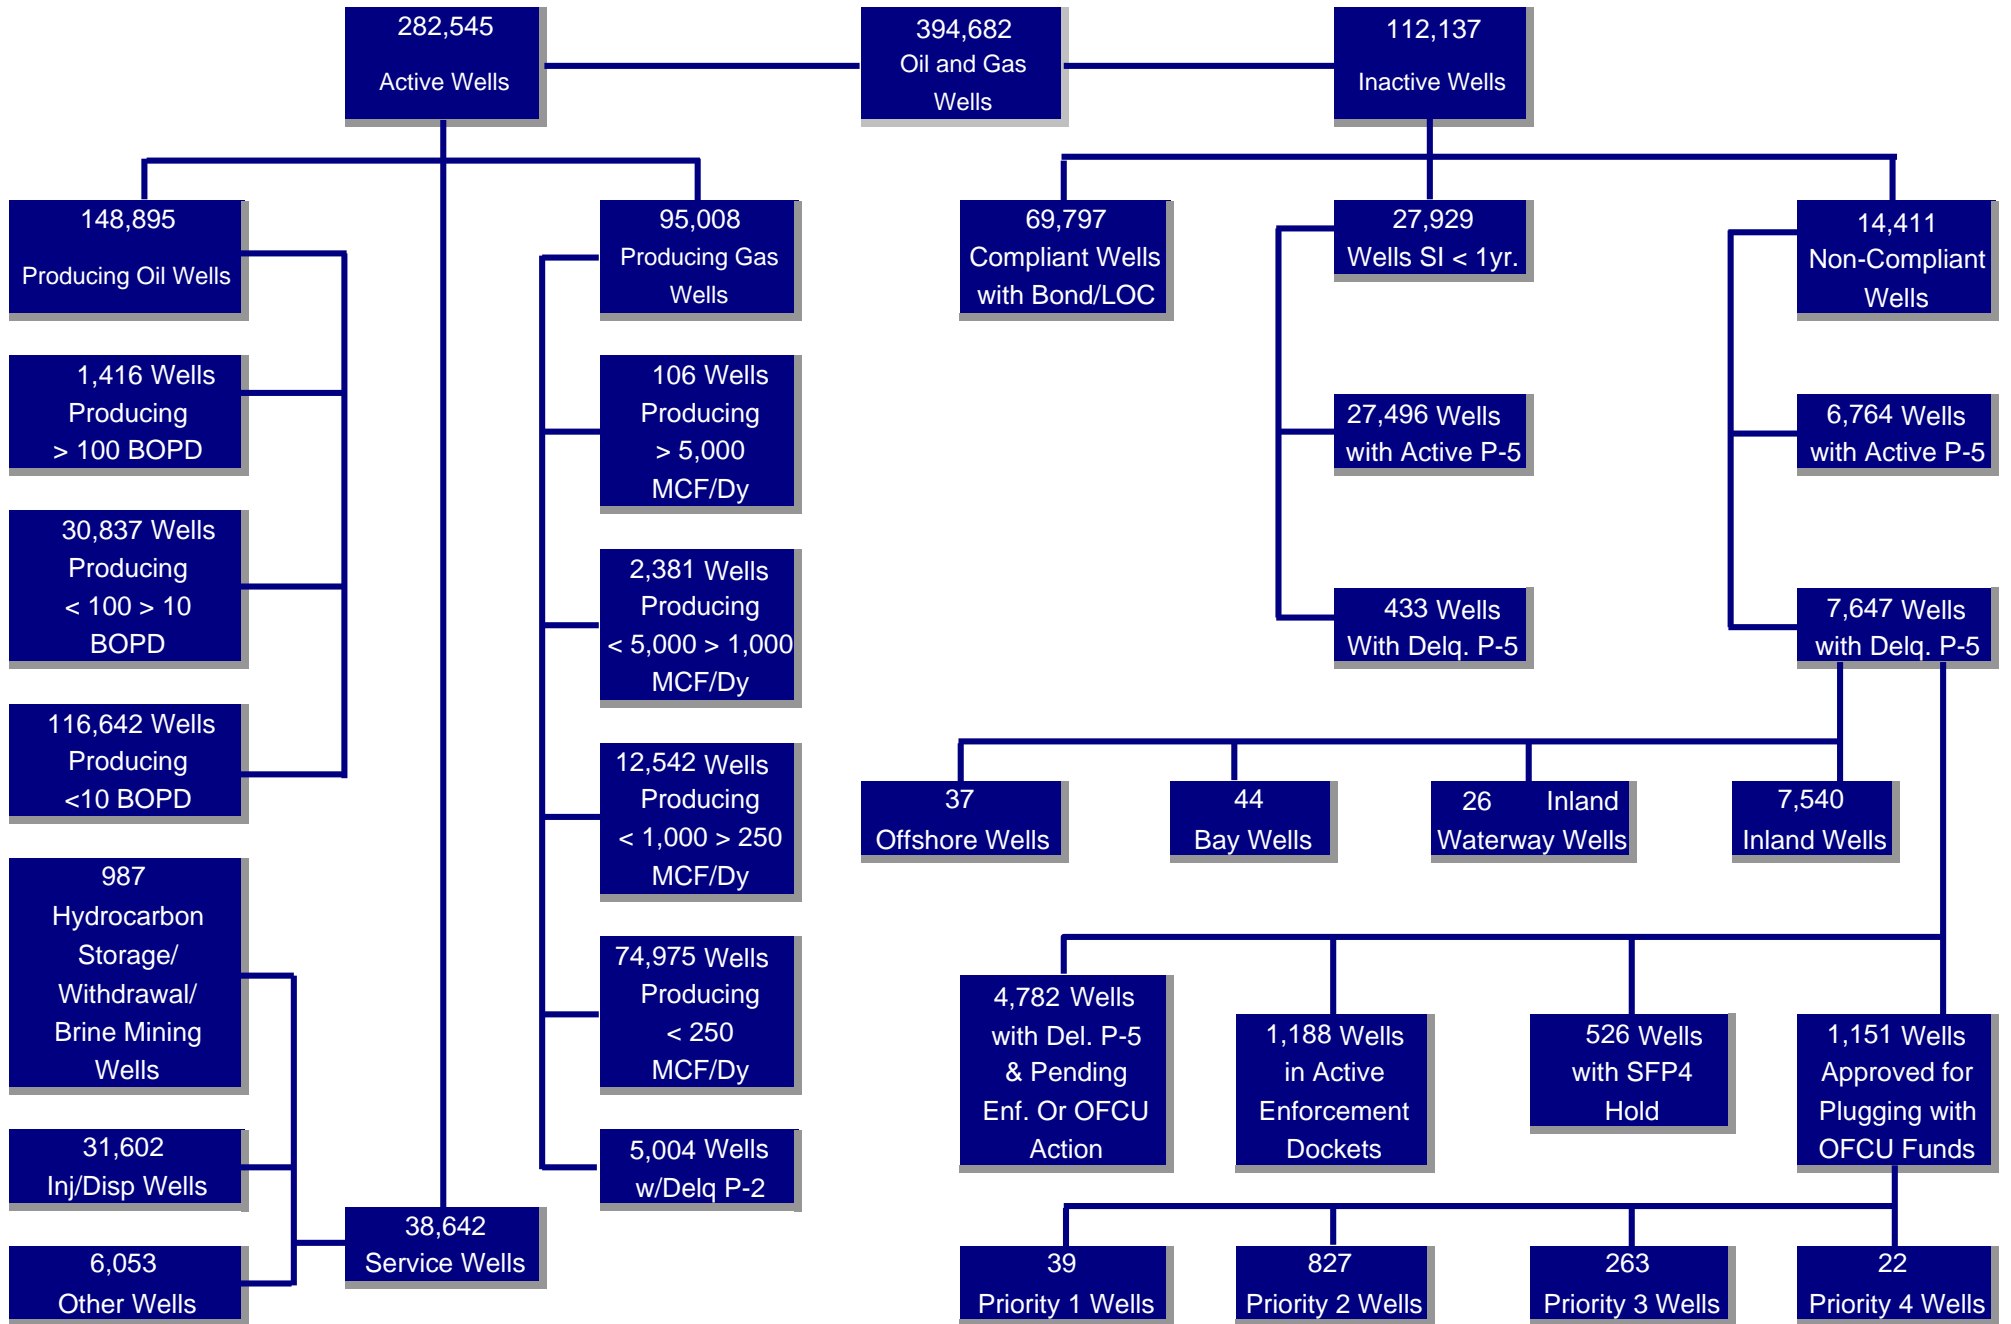 282,545
Active Wells
394,682
Oil and Gas
Wells
112,137
Inactive Wells
148,895
Producing Oil Wells
95,008
Producing Gas
Wells
69,797
Compliant Wells
with Bond/LOC
27,929
Wells SI < 1yr.
14,411
Non-Compliant
Wells
1,416 Wells
Producing
> 100 BOPD
106 Wells
Producing
> 5,000
MCF/Dy
27,496 Wells
with Active P-5
6,764 Wells
with Active P-5
30,837 Wells
Producing
< 100 > 10
BOPD
2,381 Wells
Producing
< 5,000 > 1,000
MCF/Dy
433 Wells
With Delq. P-5
7,647 Wells
with Delq. P-5
116,642 Wells
Producing
<10 BOPD
12,542 Wells
Producing
< 1,000 > 250
MCF/Dy
37
Offshore Wells
44
Bay Wells
26 Inland
Waterway Wells
7,540
Inland Wells
987
Hydrocarbon
Storage/
Withdrawal/
Brine Mining
Wells
74,975 Wells
Producing
< 250
MCF/Dy
4,782 Wells
with Del. P-5
& Pending
Enf. Or OFCU
Action
1,188 Wells
in Active
Enforcement
Dockets
526 Wells
with SFP4
Hold
1,151 Wells
Approved for
Plugging with
OFCU Funds
31,602
Inj/Disp Wells
5,004 Wells
w/Delq P-2
38,642
Service Wells
6,053
Other Wells
39
Priority 1 Wells
827
Priority 2 Wells
263
Priority 3 Wells
22
Priority 4 Wells